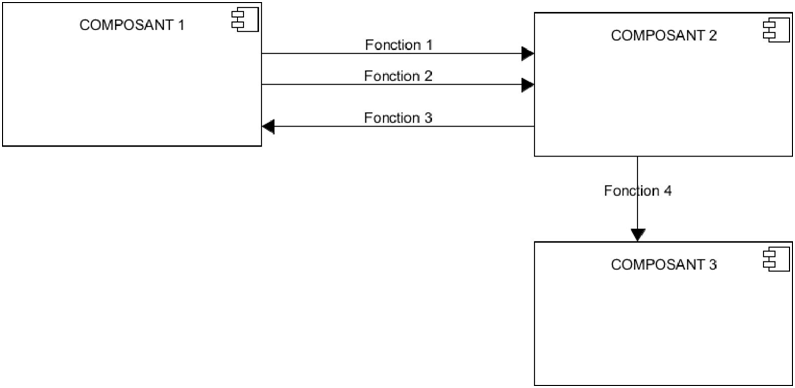 COMPOSANT 1
Fonction 1
COMPOSANT 2
Fonction 2
Fonction 3
Fonction 4
COMPOSANT 3